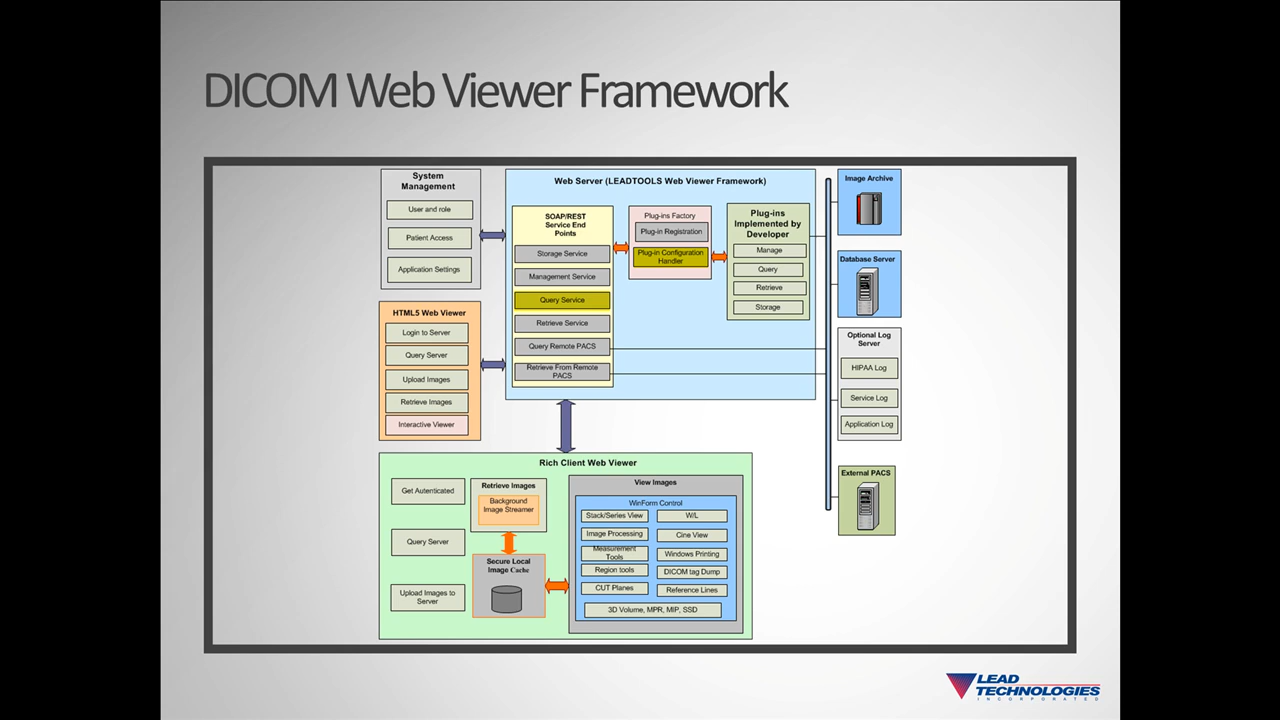 DICOM Web Viewer Framework
System
Management
User and role
Patient Access
Application Settings
HTML5 Web Viewer
Login to Server
Query Server
Upload Images
Retrieve Images
Interactive Viewer
Web Server (LEADTOOLS Web Viewer Framework)
SOAP/REST
Service End
Points
Storage Service
Management Service
Query Service
Retrieve Service
Query Remote PACS
Retrieve From Remote
PACS
Plug-ins Factory
Plug-in Registration
Plug-in Configuration
Handler
Plug-ins
Implemented by
Developer
Manage
Query
Retrieve
Storage
Image Archive
Database Server
Optional Log
Server
HIPAA Log
Service Log
Application Log
External PACS
Rich Client Web Viewer
Get Autenticated
Query Server
Upload Images to
Server
Retrieve Images
Background
Image Streamer
Secure Local
Image Cache
View Images
WinForm Control
Stack/Series View
W/L
Image Processing
Cine View
Measurement
Tools
Windows Printing
Region tools
DICOM tag Dump
CUT Planes
Reference Lines
3D Volume, MPR, MIP, SSD
LEAD
TECHNOLOGIES
INCORPORATED